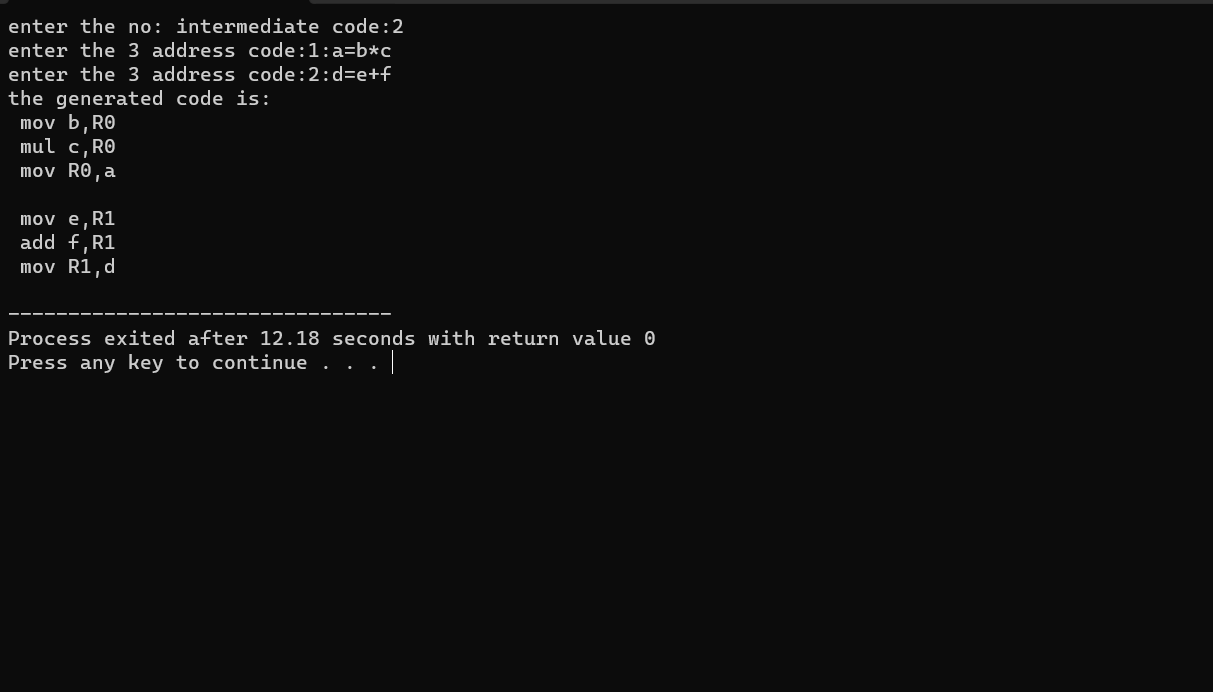 enter the no: intermediate code:2
enter the 3 address code:1:a=b*c
enter the 3 address code:2:d=e+f
the generated code is:
 mov b,R0
 mul c,R0
 mov R0,a

 mov e,R1
 add f,R1
 mov R1,d

--------------------------------
Process exited after 12.18 seconds with return value 0
Press any key to continue . . .